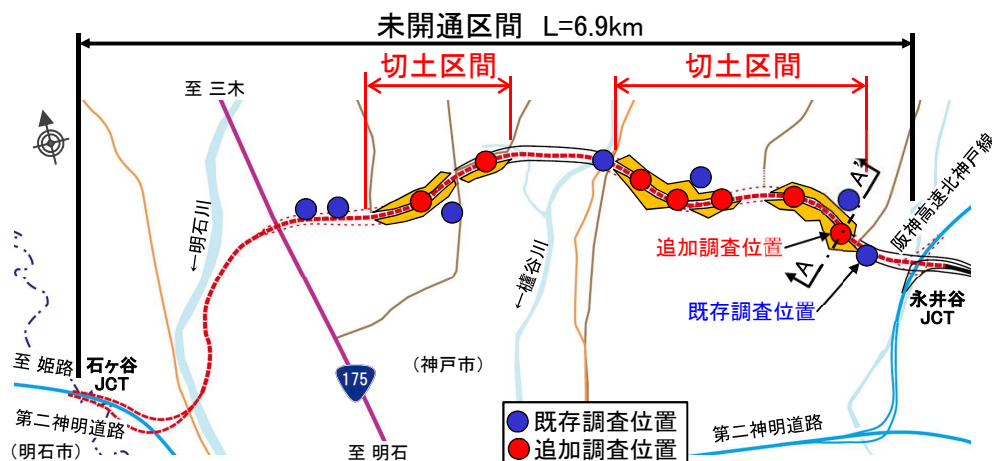 未開通区間 L=6.9km
切土区間
切土区間
至 三木
←明石川
←櫨谷川
A'
阪神高速北神戸線
追加調査位置
A
既存調査位置
永井谷
JCT
至 姫路
石ヶ谷
JCT
(神戸市)
175
第二神明道路
(明石市)
至 明石
既存調査位置
追加調査位置
第二神明道路